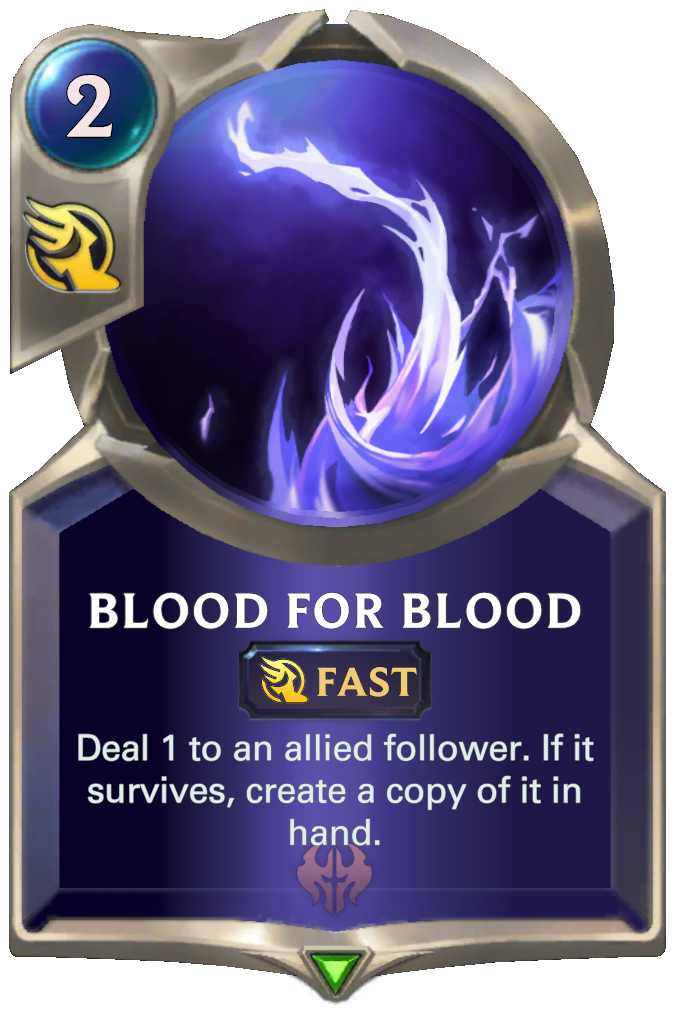 2
BLOOD FOR BLOOD
FAST
Deal 1 to an allied follower. If it
survives, create a copy of it in
hand.